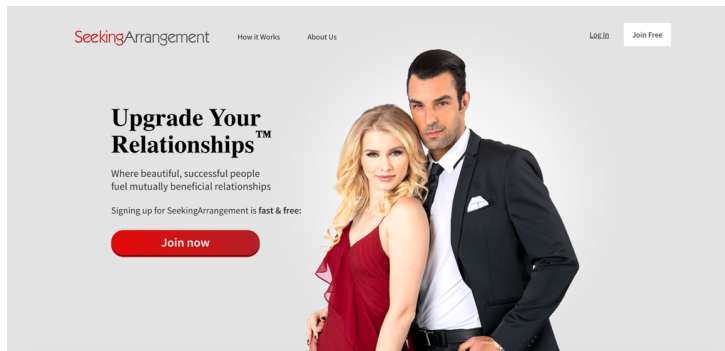 SeekingArrangement
How it Works
About Us
Log In
Join Free
Upgrade Your
Relationships™
Where beautiful, successful people
fuel mutually beneficial relationships
Signing up for SeekingArrangement is fast & free:
Join now